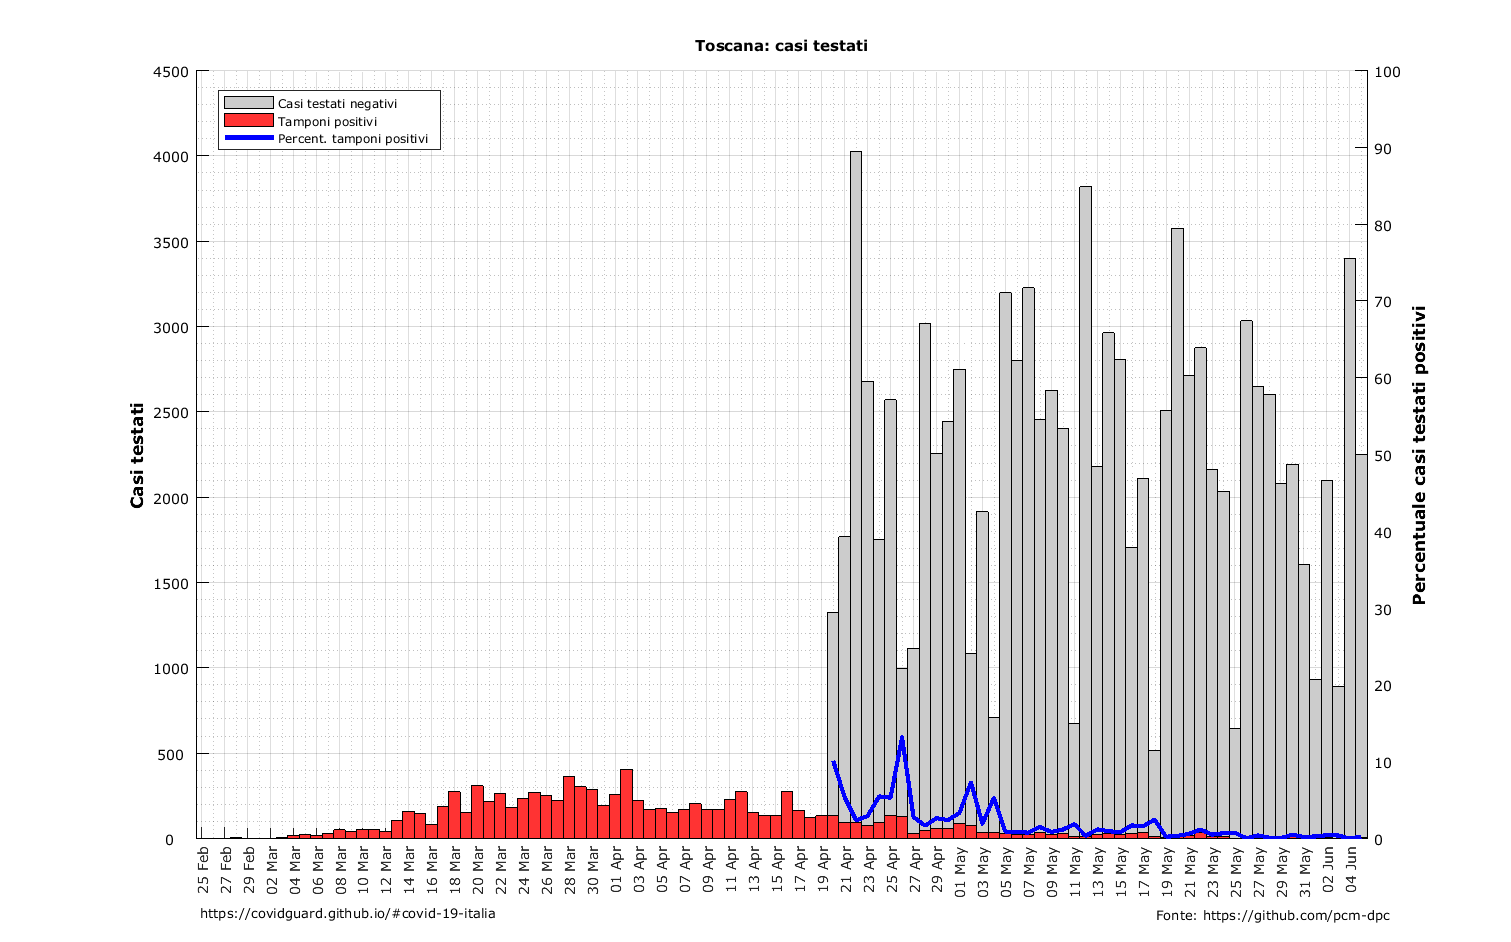 Toscana: casi testati
Casi testati negativi
Tamponi positivi
Percent. tamponi positivi
Casi testati
4500
4000
3500
3000
2500
2000
1500
1000
500
0
100
90
80
70
60
50
40
30
20
10
0
Percentuale casi testati positivi
25 Feb
27 Feb
29 Feb
02 Mar
04 Mar
06 Mar
08 Mar
10 Mar
12 Mar
14 Mar
16 Mar
18 Mar
20 Mar
22 Mar
24 Mar
26 Mar
28 Mar
30 Mar
01 Apr
03 Apr
05 Apr
07 Apr
09 Apr
11 Apr
13 Apr
15 Apr
17 Apr
19 Apr
21 Apr
23 Apr
25 Apr
27 Apr
29 Apr
01 May
03 May
05 May
07 May
09 May
11 May
13 May
15 May
17 May
19 May
21 May
23 May
25 May
27 May
29 May
31 May
02 Jun
04 Jun
https://covidguard.github.io/#covid-19-italia
Fonte: https://github.com/pcm-dpc